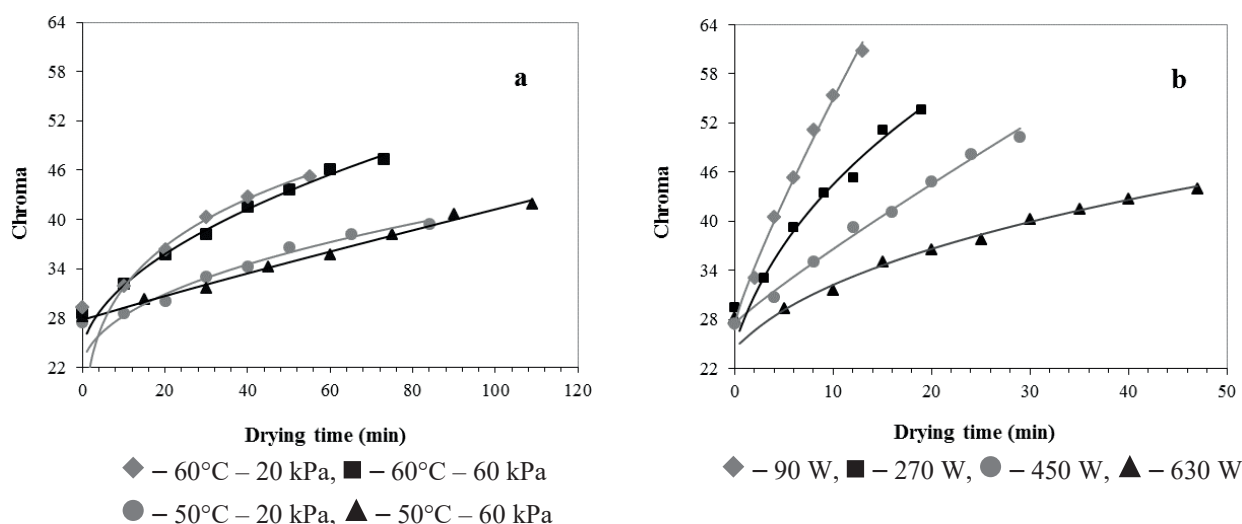 64
58
52
46
40
34
28
22
Chroma
a
0 20 40 60 80 100 120
Drying time (min)
– 60°C – 20 kPa, – 60°C – 60 kPa
– 50°C – 20 kPa, – 50°C – 60 kPa
64
58
52
46
40
34
28
22
Chroma
b
0 10 20 30 40 50
Drying time (min)
– 90 W, – 270 W, – 450 W, – 630 W